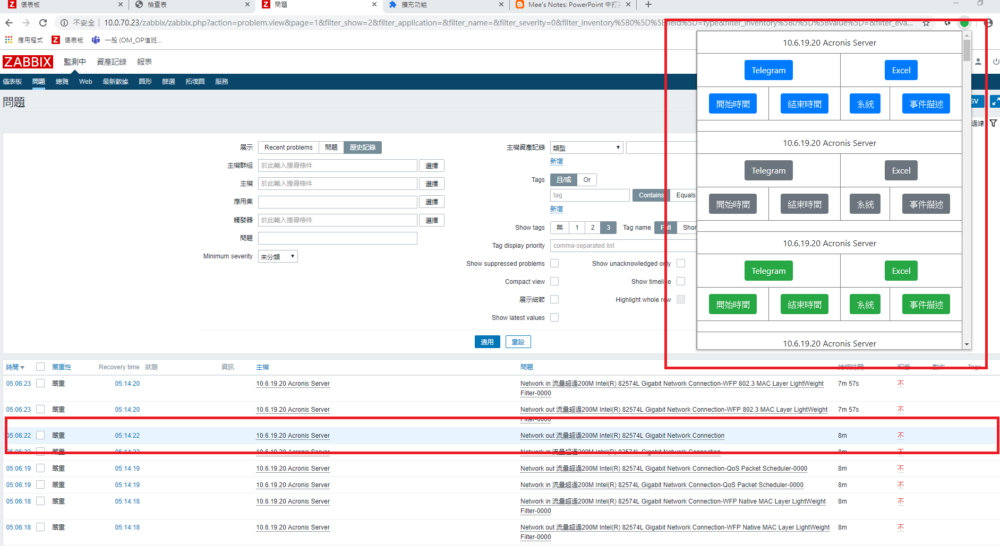 儀表板
檢查表
問題
擴充功能
Mee's Notes: PowerPoint 中打
不安全 10.0.70.23/zabbix/zabbix.php?action=problem.view&page=1&filter_show=2&filter_application=&filter_name=&filter_severity=0&filter_inventory%5B0%5D%5Bfield%5D=type&filter_inventory%5B0%5D%5Bvalue%5D=&filter_eva...
應用程式 儀表板 一般 (OM_OP值班...
ZABBIX 監測中 資產記錄 報表
儀表板 問題 總覽 Web 最新數據 圖形 篩選 拓墣圖 服務
問題
SV
過濾
展示 Recent problems 問題 歷史記錄
主機群組 於此輸入搜尋條件 選擇
主機 於此輸入搜尋條件 選擇
應用集 選擇
觸發器 於此輸入搜尋條件 選擇
問題
Minimum severity 未分類
主機資產記錄 類型
新增
Tags 且/或 Or
tag Contains Equals
新增
Show tags 無 1 2 3 Tag name Full Shor
Tag display priority comma-separated list
Show suppressed problems Show unacknowledged only
Compact view Show timeline
展示細節 Highlight whole row
Show latest values
適用 重設
10.6.19.20 Acronis Server
Telegram Excel
開始時間 結束時間 系統 事件描述
10.6.19.20 Acronis Server
Telegram Excel
開始時間 結束時間 系統 事件描述
10.6.19.20 Acronis Server
Telegram Excel
開始時間 結束時間 系統 事件描述
10.6.19.20 Acronis Server
時間 嚴重性 Recovery time 狀態 資訊 主機 問題 持續時間 動作 Tags
05:06:23 嚴重 05:14:20 10.6.19.20 Acronis Server Network in 流量超過200M Intel(R) 82574L Gigabit Network Connection-WFP 802.3 MAC Layer LightWeight 7m 57s 不
Filter-0000
05:06:23 嚴重 05:14:20 10.6.19.20 Acronis Server Network out 流量超過200M Intel(R) 82574L Gigabit Network Connection-WFP 802.3 MAC Layer LightWeight 7m 57s 不
Filter-0000
05:06:22 嚴重 05:14:22 10.6.19.20 Acronis Server Network out 流量超過200M Intel(R) 82574L Gigabit Network Connection 8m 不
05:06:22 嚴重 05:14:22 10.6.19.20 Acronis Server Network in 流量超過200M Intel(R) 82574L Gigabit Network Connection 8m 不
05:06:19 嚴重 05:14:19 10.6.19.20 Acronis Server Network out 流量超過200M Intel(R) 82574L Gigabit Network Connection-QoS Packet Scheduler-0000 8m 不
05:06:19 嚴重 05:14:19 10.6.19.20 Acronis Server Network in 流量超過200M Intel(R) 82574L Gigabit Network Connection-QoS Packet Scheduler-0000 8m 不
05:06:18 嚴重 05:14:18 10.6.19.20 Acronis Server Network in 流量超過200M Intel(R) 82574L Gigabit Network Connection-WFP Native MAC Layer LightWeight 8m 不
Filter-0000
05:06:18 嚴重 05:14:18 10.6.19.20 Acronis Server Network out 流量超過200M Intel(R) 82574L Gigabit Network Connection-WFP Native MAC Layer LightWeight 8m 不
Filter-0000